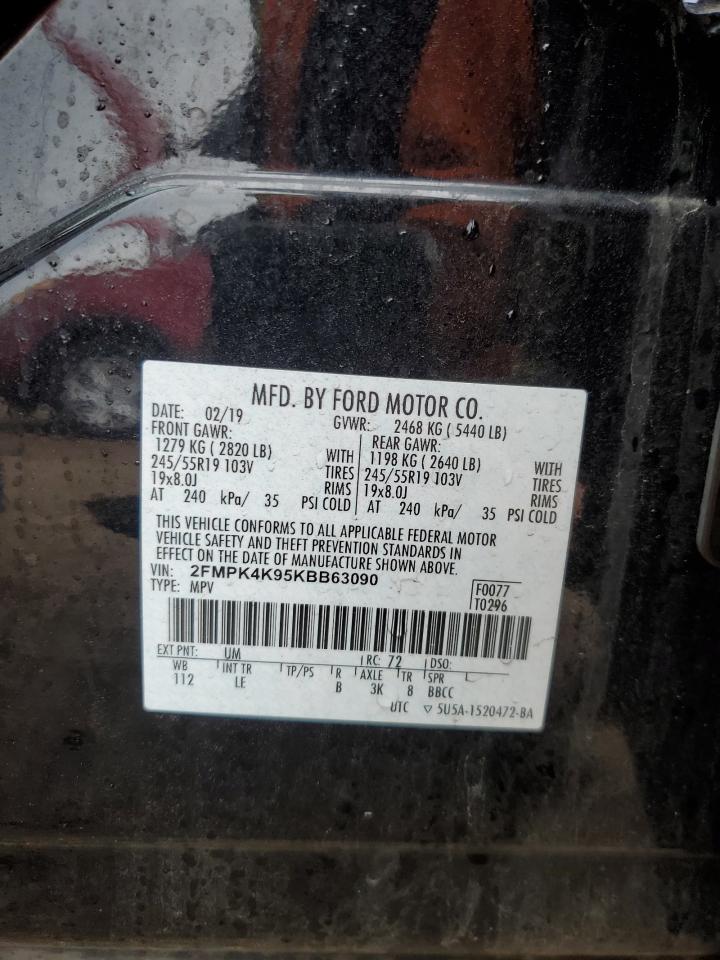 MFD. BY FORD MOTOR CO.
DATE: 02/19 GVWR: 2468 KG ( 5440 LB)
FRONT GAWR: REAR GAWR:
1279 KG ( 2820 LB) WITH 1198 KG ( 2640 LB) WITH
245/55R19 103V TIRES 245/55R19 103V TIRES
19x8.0J RIMS 19x8.0J RIMS
AT 240 kPa/ 35 PSI COLD AT 240 kPa/ 35 PSI COLD
THIS VEHICLE CONFORMS TO ALL APPLICABLE FEDERAL MOTOR
VEHICLE SAFETY AND THEFT PREVENTION STANDARDS IN
EFFECT ON THE DATE OF MANUFACTURE SHOWN ABOVE.
VIN: 2FMPK4K95KBB63090
TYPE: MPV
F0077
T0296
EXT PNT: UM RC: 72 DSO:
WB INT TR TP/PS R AXLE TR SPR
112 LE B 3K 8 BBCC
UTC ▽ 5U5A-1520472-BA